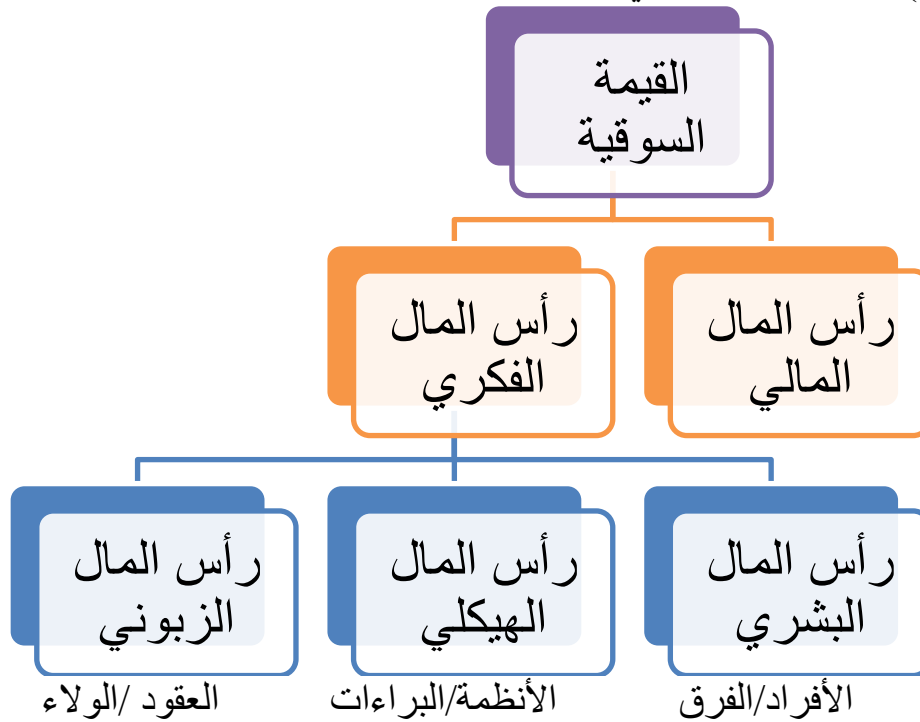 القيمة
السوقية
رأس المال
المالي
رأس المال
الفكري
رأس المال
البشري
رأس المال
الهيكلي
رأس المال
الزبوني
الأفراد/الفرق
الأنظمة/البراءات
العقود /الولاء